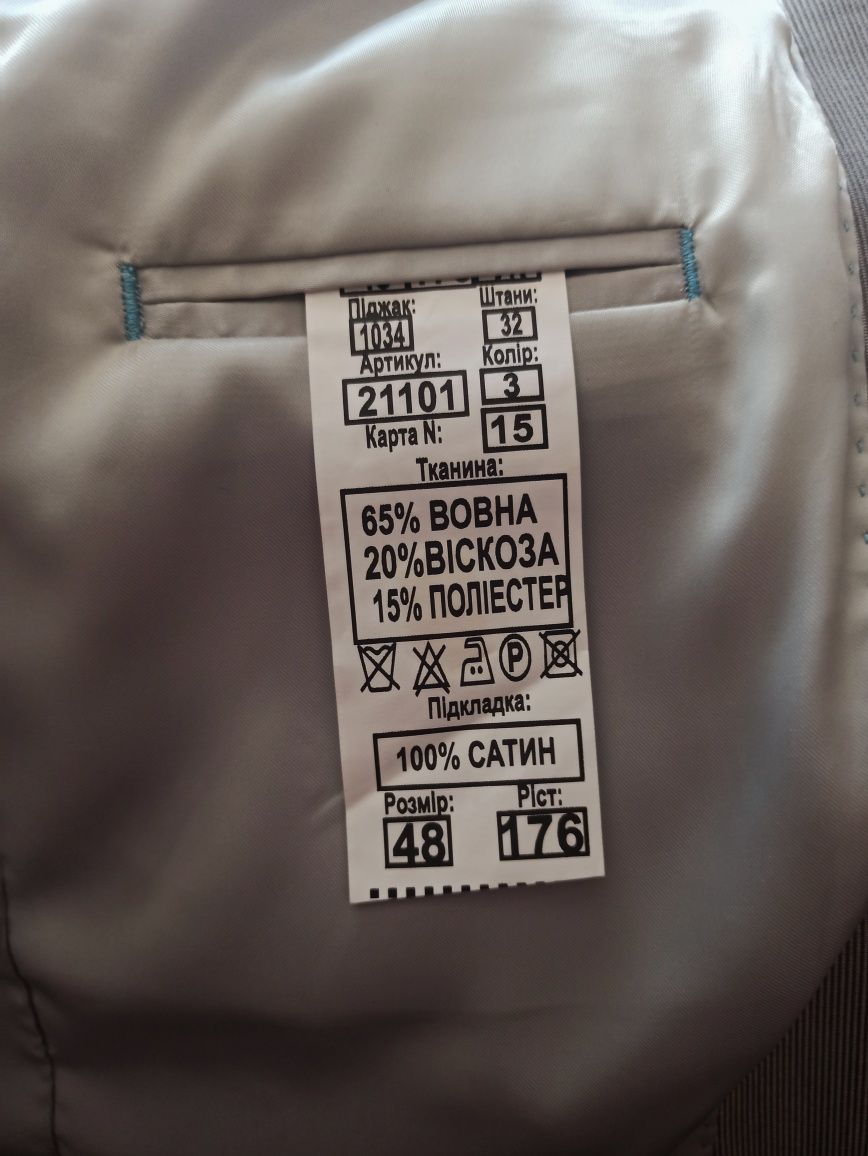 Піджак: Штани:
1034 32
Артикул: Колір:
21101 3
Карта N: 15
Тканина:
65% ВОВНА
20%ВІСКОЗА
15% ПОЛІЕСТЕР
P
Підкладка:
100% САТИН
Розмір: Ріст:
48 176